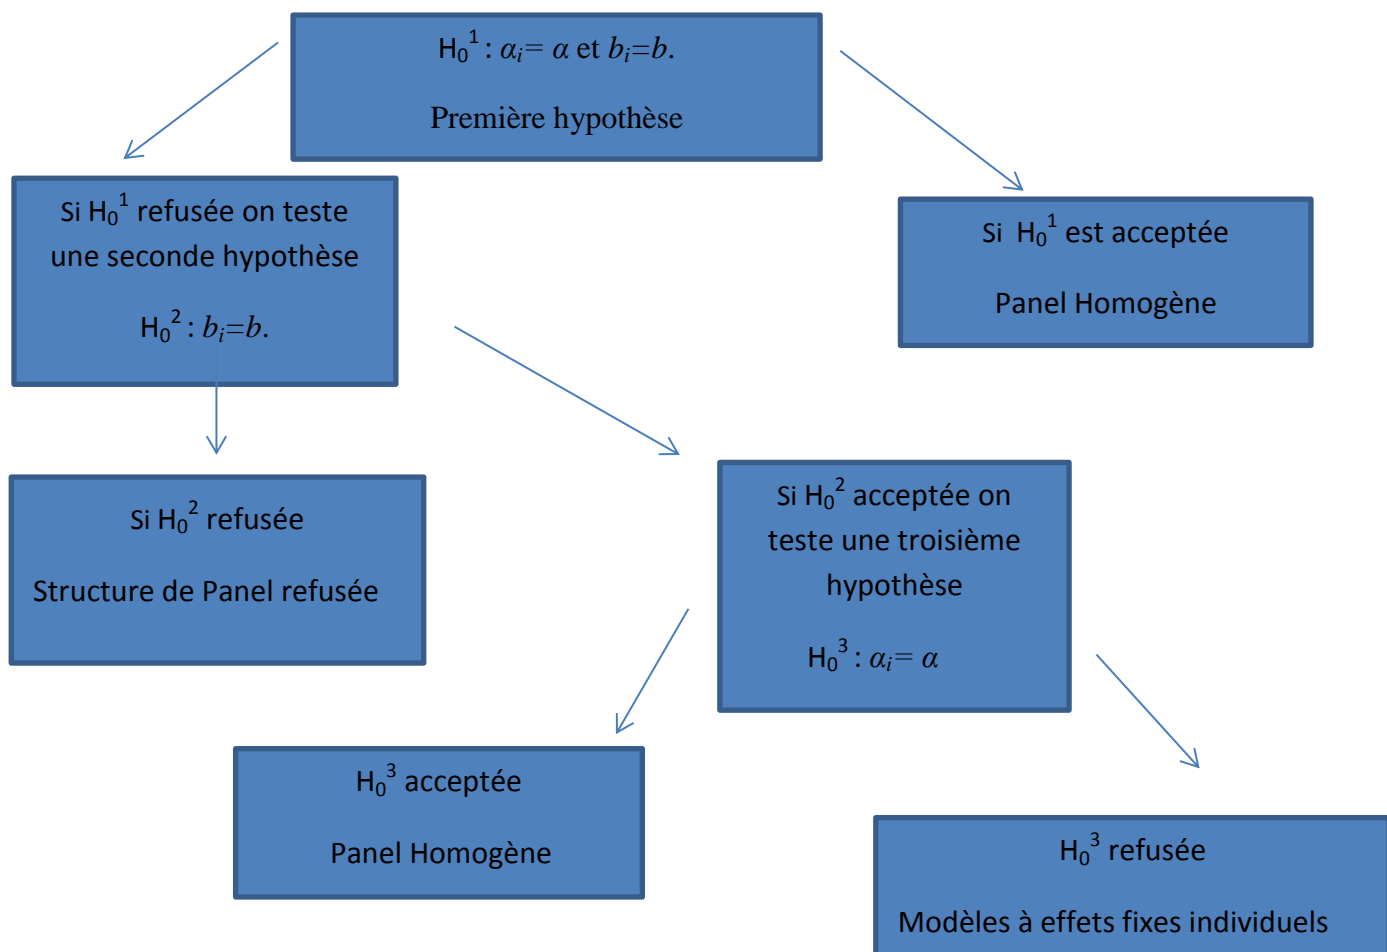 H₀¹ : αᵢ= α et bᵢ=b.
Première hypothèse
Si H₀¹ refusée on teste
une seconde hypothèse
H₀² : bᵢ=b.
Si H₀¹ est acceptée
Panel Homogène
Si H₀² refusée
Structure de Panel refusée
Si H₀² acceptée on
teste une troisième
hypothèse
H₀³ : αᵢ= α
H₀³ acceptée
Panel Homogène
H₀³ refusée
Modèles à effets fixes individuels